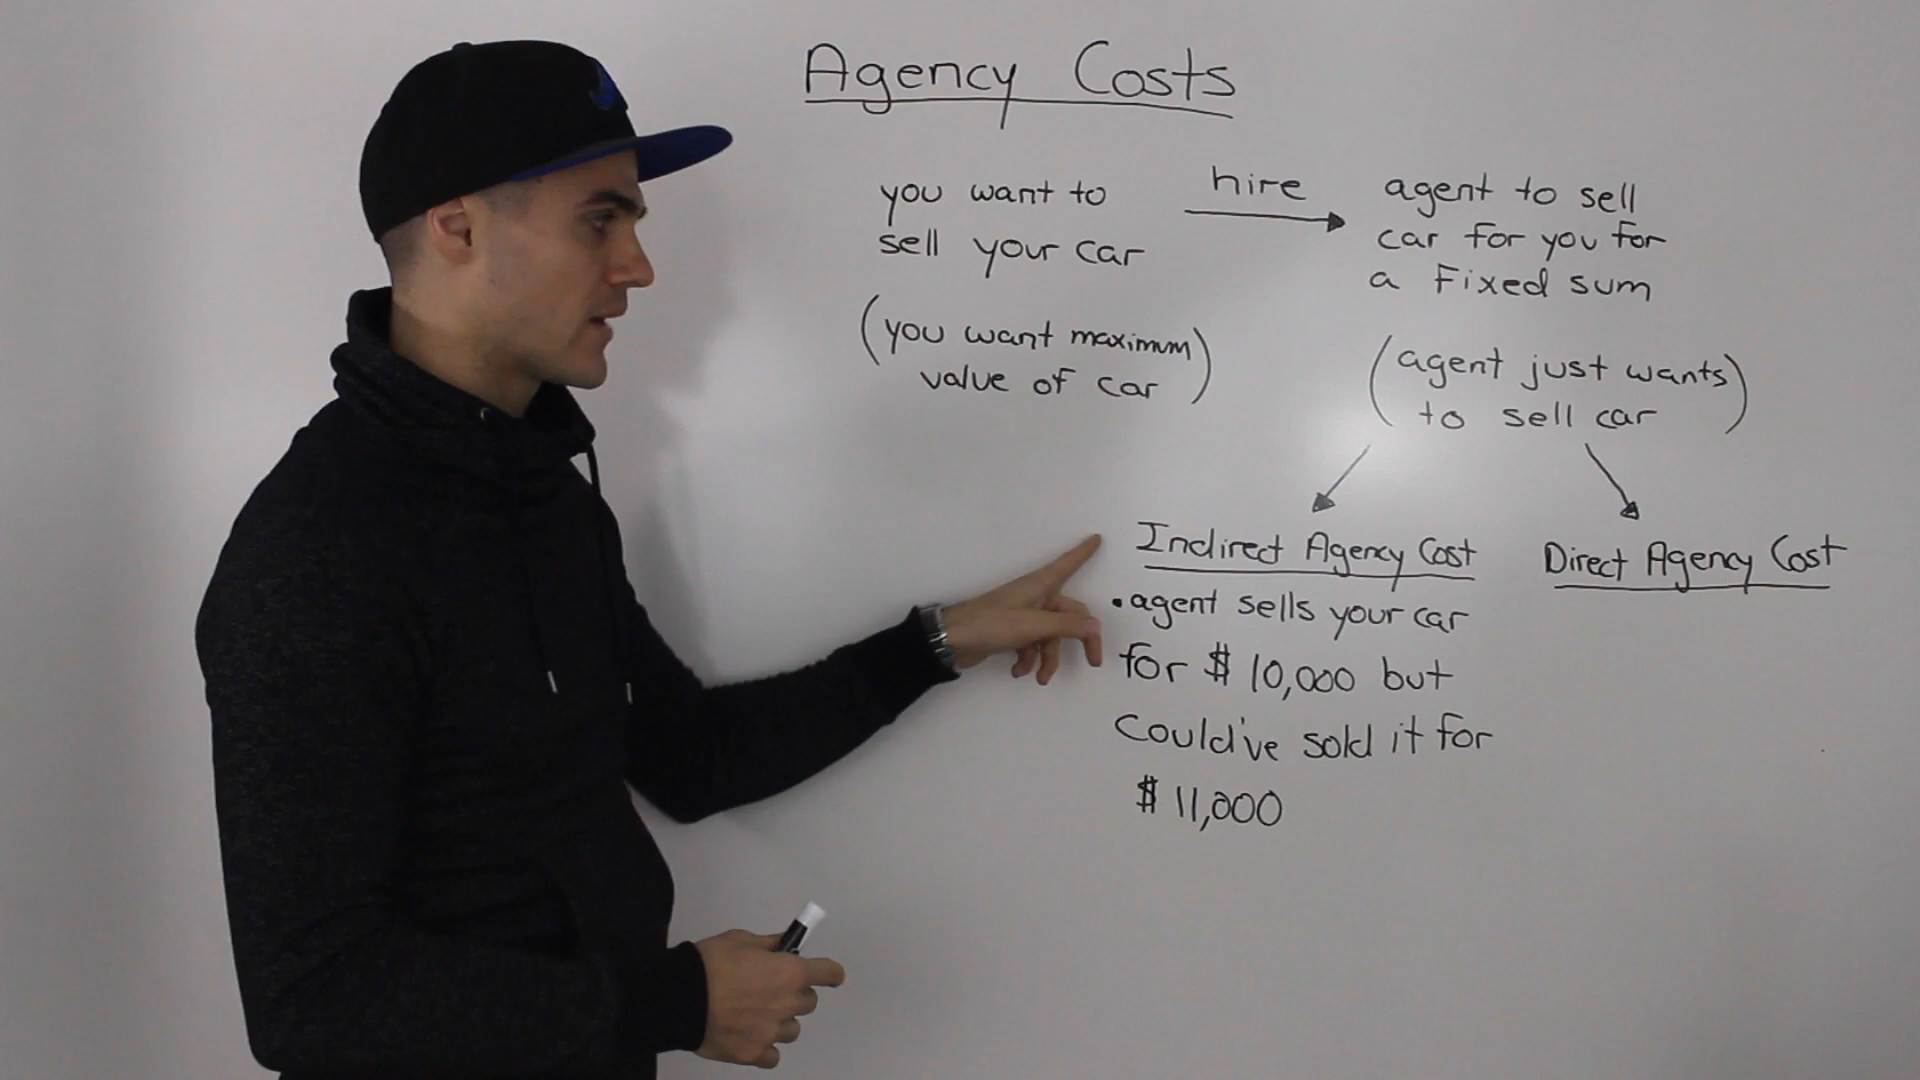 Agency Costs
you want to
sell your car
(you want maximum)
value of car
hire
agent to sell
car for you for
a fixed sum
(agent just wants)
to sell car
Indirect Agency Cost
• agent sells your car
for $ 10,000 but
Could've sold it for
$ 11,000
Direct Agency Cost